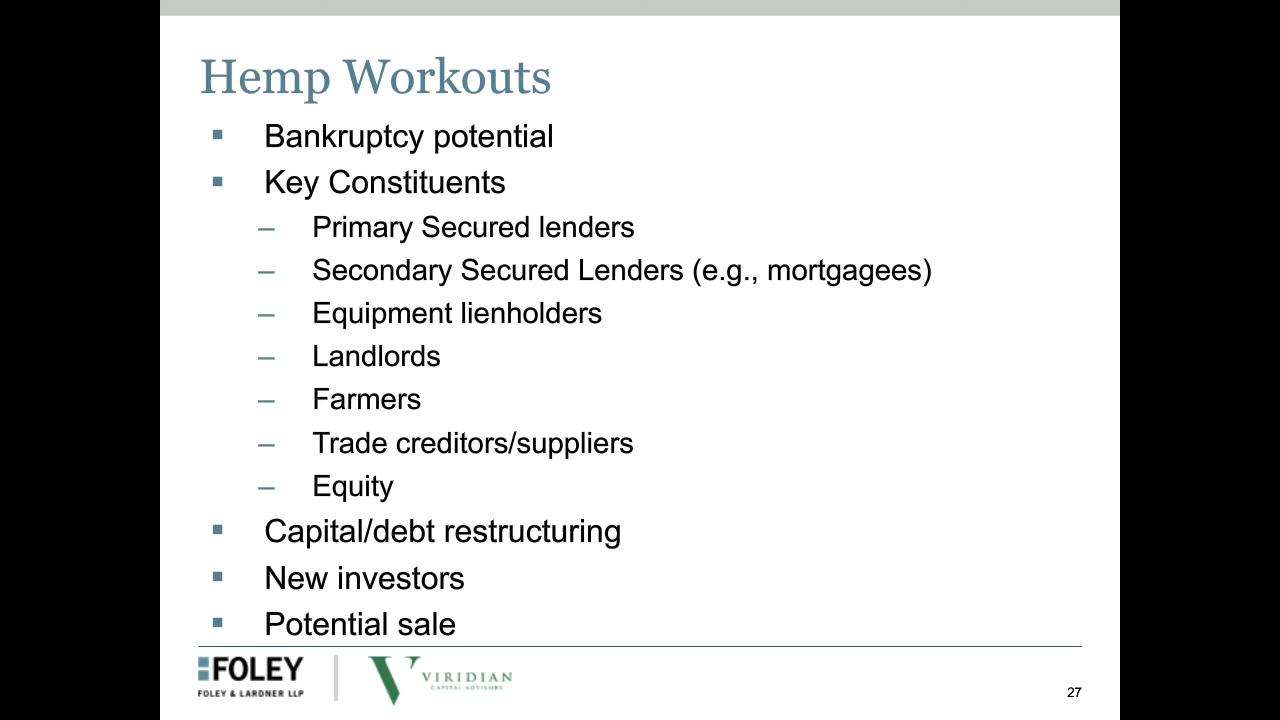 Hemp Workouts
▪ Bankruptcy potential
▪ Key Constituents
– Primary Secured lenders
– Secondary Secured Lenders (e.g., mortgagees)
– Equipment lienholders
– Landlords
– Farmers
– Trade creditors/suppliers
– Equity
▪ Capital/debt restructuring
▪ New investors
▪ Potential sale
FOLEY
FOLEY & LARDNER LLP
VIRIDIAN
CAPITAL ADVISORS
27